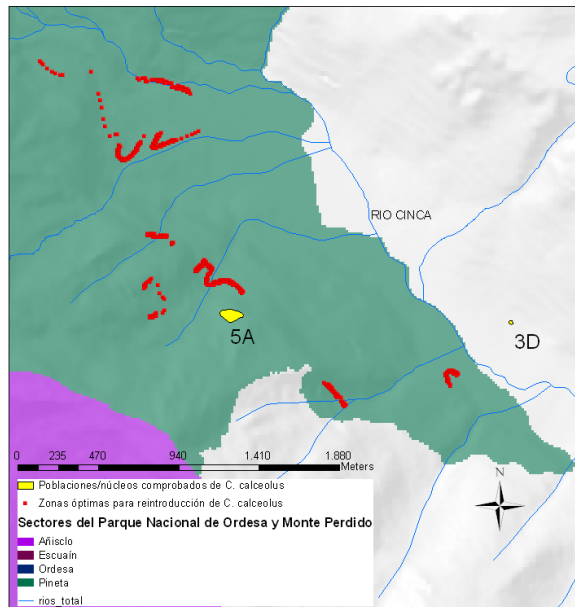 RIO CINCA
5A
3D
0 235 470 940 1.410 1.880
Meters
N
Poblaciones/núcleos comprobados de C. calceolus
Zonas óptimas para reintroducción de C. calceolus
Sectores del Parque Nacional de Ordesa y Monte Perdido
Añisclo
Escuaín
Ordesa
Pineta
rios_total